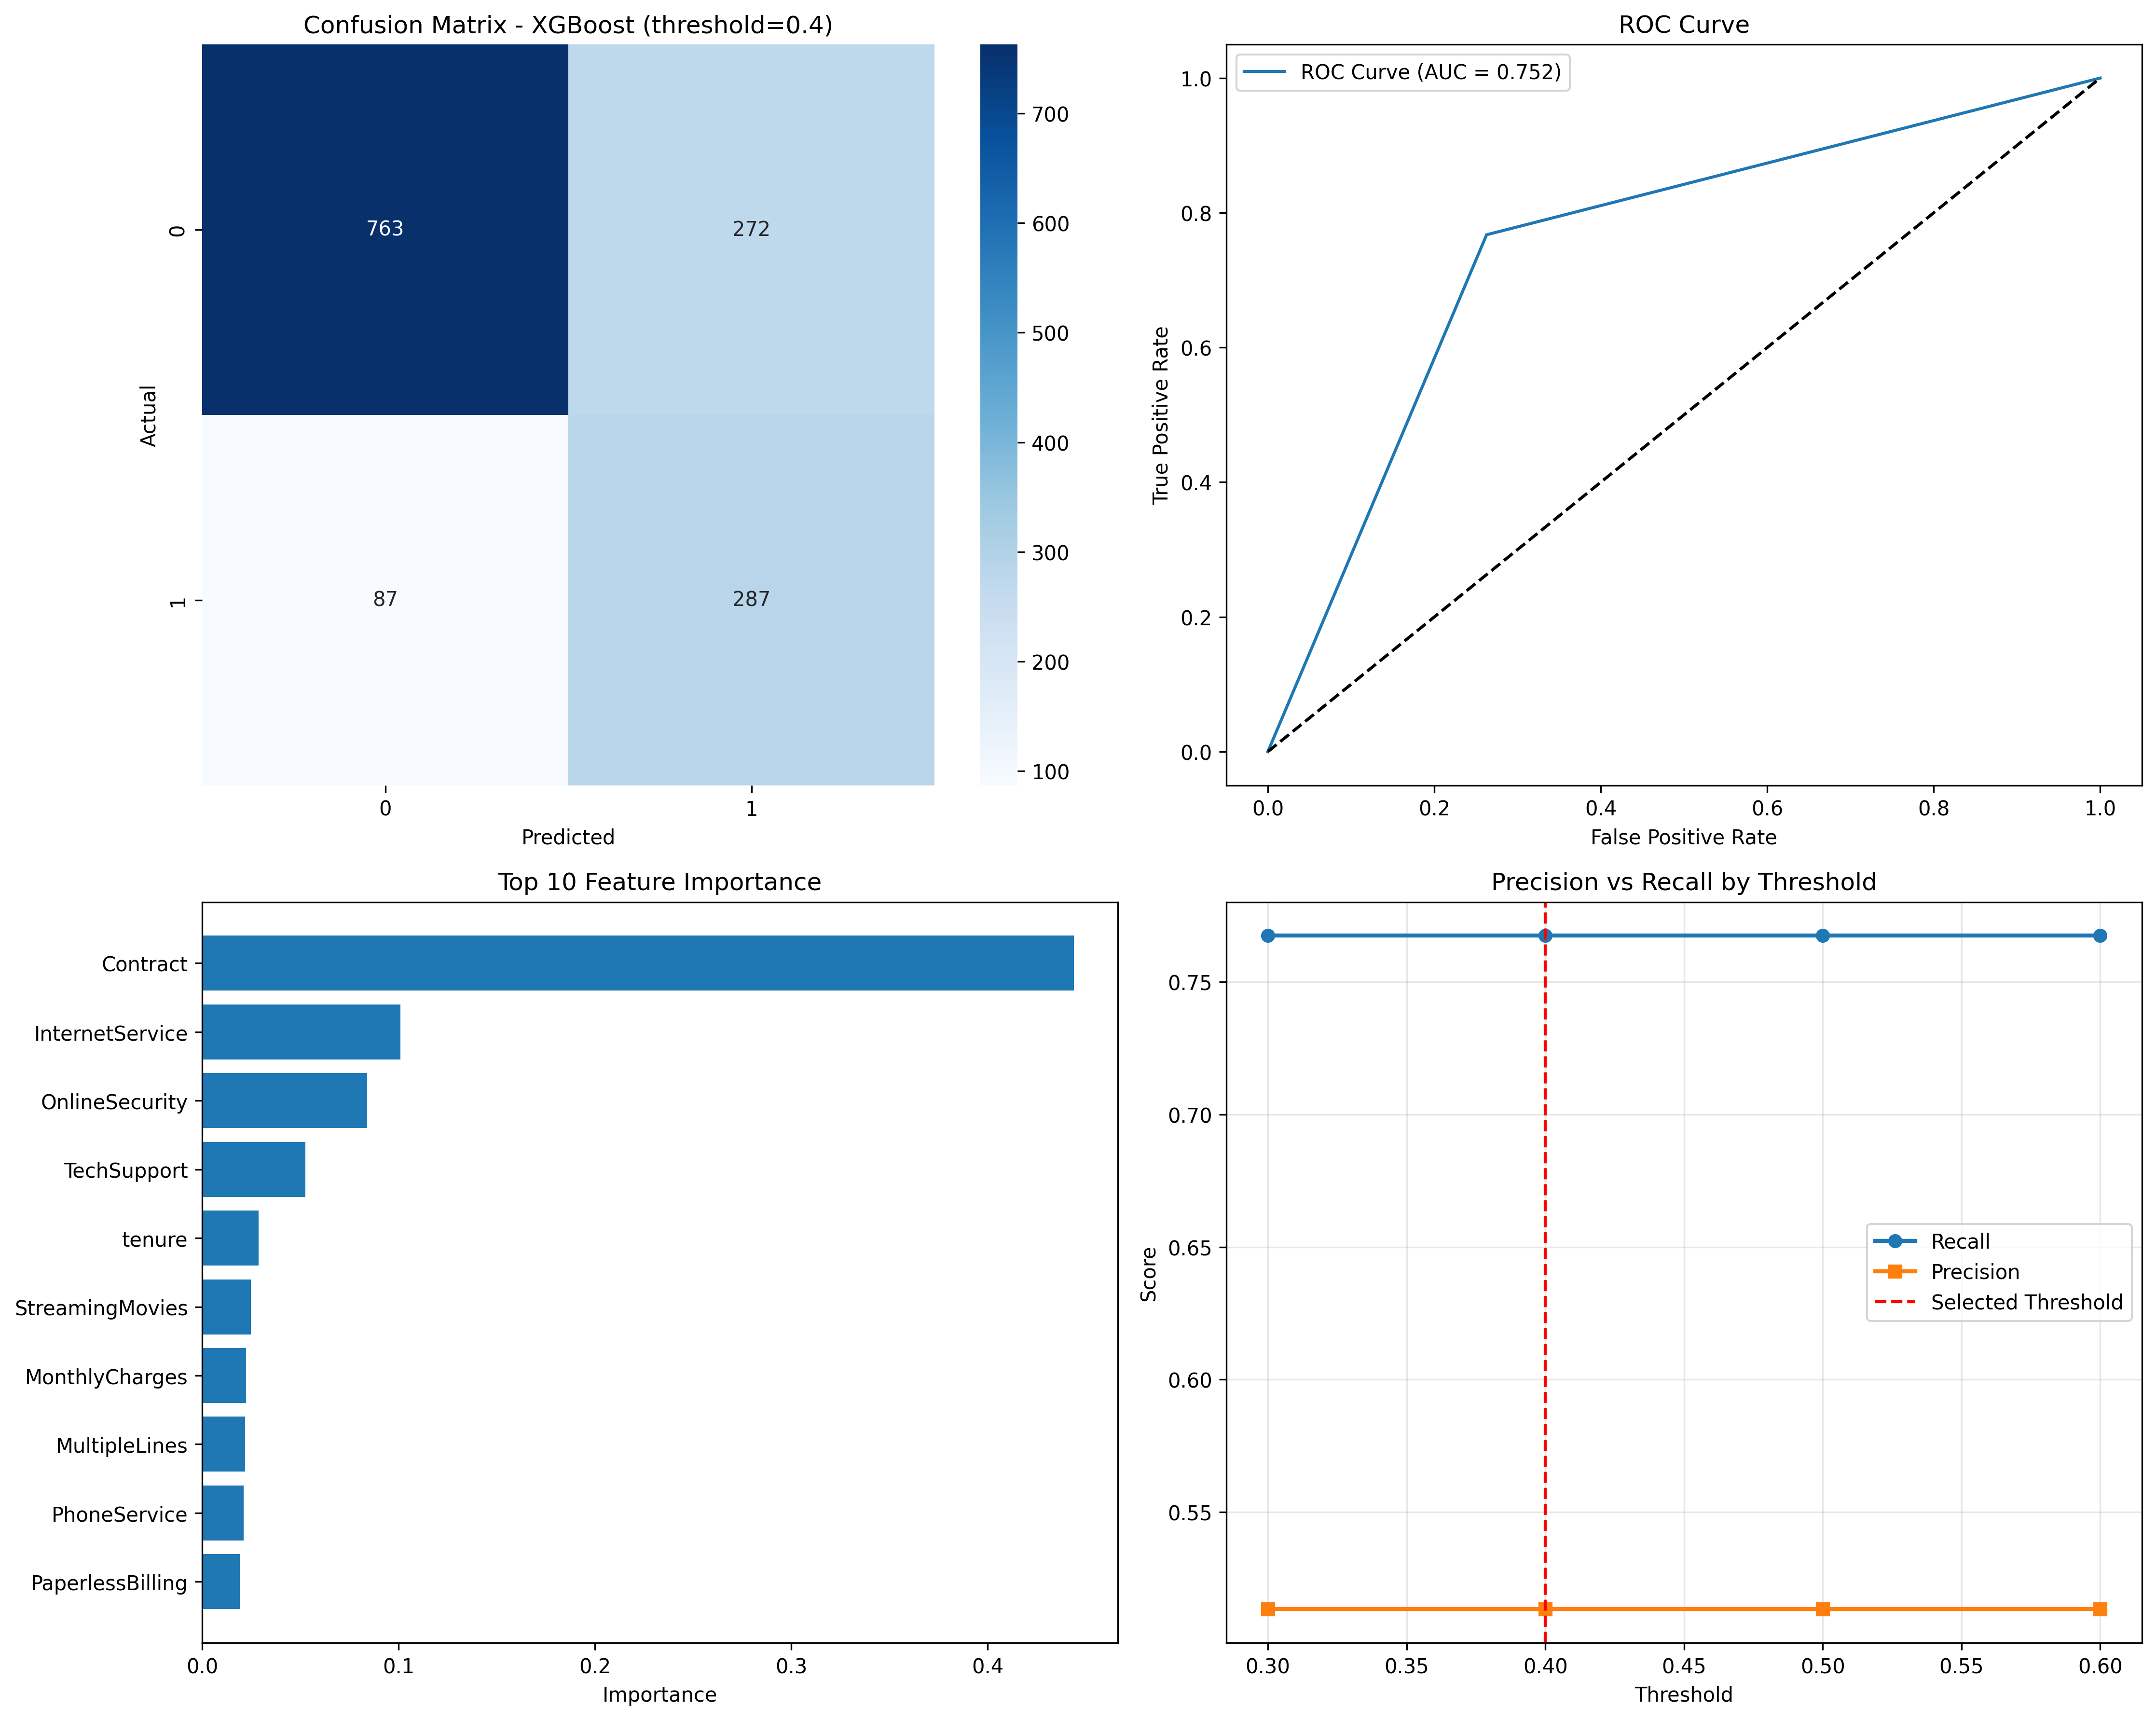 Confusion Matrix - XGBoost (threshold=0.4)
763
272
87
287
Actual
0
1
0
1
Predicted
700
600
500
400
300
200
100
ROC Curve
ROC Curve (AUC = 0.752)
True Positive Rate
1.0
0.8
0.6
0.4
0.2
0.0
0.0
0.2
0.4
0.6
0.8
1.0
False Positive Rate
Top 10 Feature Importance
Contract
InternetService
OnlineSecurity
TechSupport
tenure
StreamingMovies
MonthlyCharges
MultipleLines
PhoneService
PaperlessBilling
0.0
0.1
0.2
0.3
0.4
Importance
Precision vs Recall by Threshold
Score
0.75
0.70
0.65
0.60
0.55
Recall
Precision
Selected Threshold
0.30
0.35
0.40
0.45
0.50
0.55
0.60
Threshold